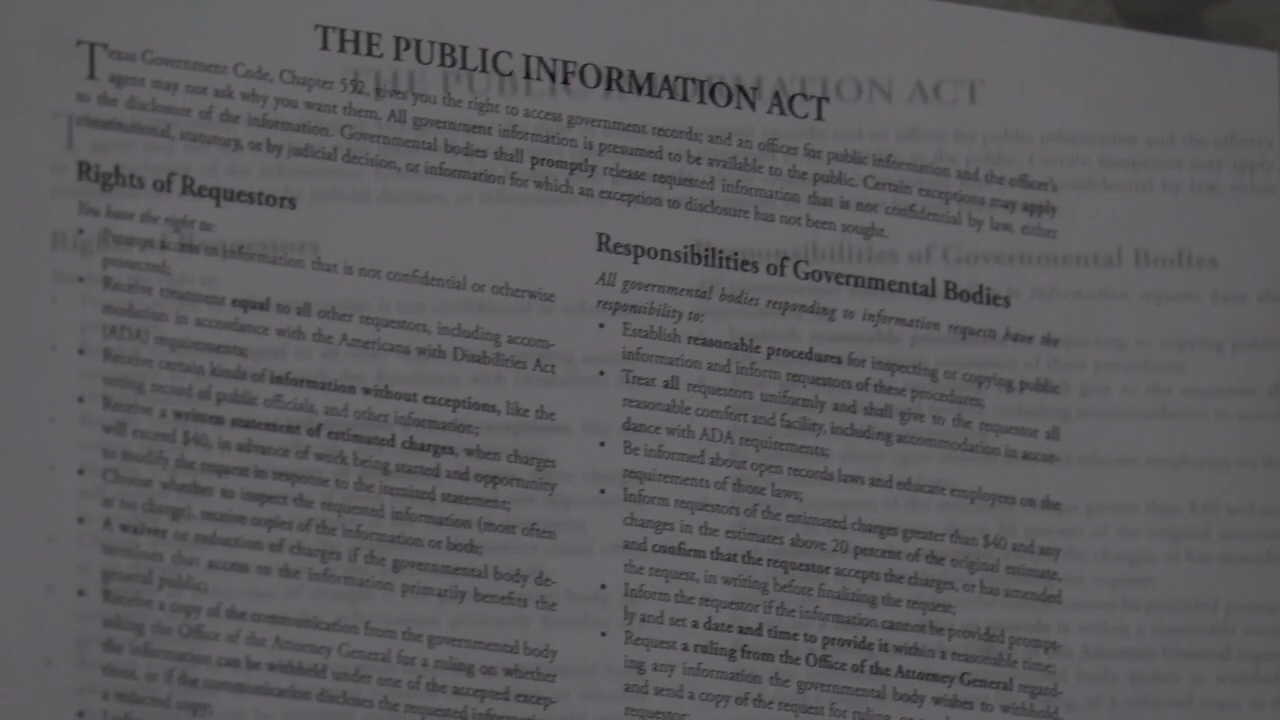 THE PUBLIC INFORMATION ACT
Texas Government Code, Chapter 552, gives you the right to access government records; and an officer for public information and the officer's
agent may not ask why you want them. All government information is presumed to be available to the public. Certain exceptions may apply
to the disclosure of the information. Governmental bodies shall promptly release requested information that is not confidential by law, either
constitutional, statutory, or by judicial decision, or information for which an exception to disclosure has not been sought.
Rights of Requestors
You have the right to:
• Prompt access to information that is not confidential or otherwise
protected;
• Receive treatment equal to all other requestors, including accom-
modation in accordance with the Americans with Disabilities Act
(ADA) requirements;
• Receive certain kinds of information without exceptions, like the
voting record of public officials, and other information;
• Receive a written statement of estimated charges, when charges
will exceed $40, in advance of work being started and opportunity
to modify the request in response to the itemized statement;
• Choose whether to inspect the requested information (most often
at no charge), receive copies of the information or both;
• A waiver or reduction of charges if the governmental body de-
termines that access to the information primarily benefits the
general public;
• Receive a copy of the communication from the governmental body
asking the Office of the Attorney General for a ruling on whether
the information can be withheld under one of the accepted excep-
tions, or if the communication discloses the requested information,
a redacted copy;
Responsibilities of Governmental Bodies
All governmental bodies responding to information requests have the
responsibility to:
• Establish reasonable procedures for inspecting or copying public
information and inform requestors of these procedures;
• Treat all requestors uniformly and shall give to the requestor all
reasonable comfort and facility, including accommodation in accor-
dance with ADA requirements;
• Be informed about open records laws and educate employees on the
requirements of those laws;
• Inform requestors of the estimated charges greater than $40 and any
changes in the estimates above 20 percent of the original estimate,
and confirm that the requestor accepts the charges, or has amended
the request, in writing before finalizing the request;
• Inform the requestor if the information cannot be provided prompt-
ly and set a date and time to provide it within a reasonable time;
• Request a ruling from the Office of the Attorney General regard-
ing any information the governmental body wishes to withhold,
and send a copy of the request for ruling, or
requestor;